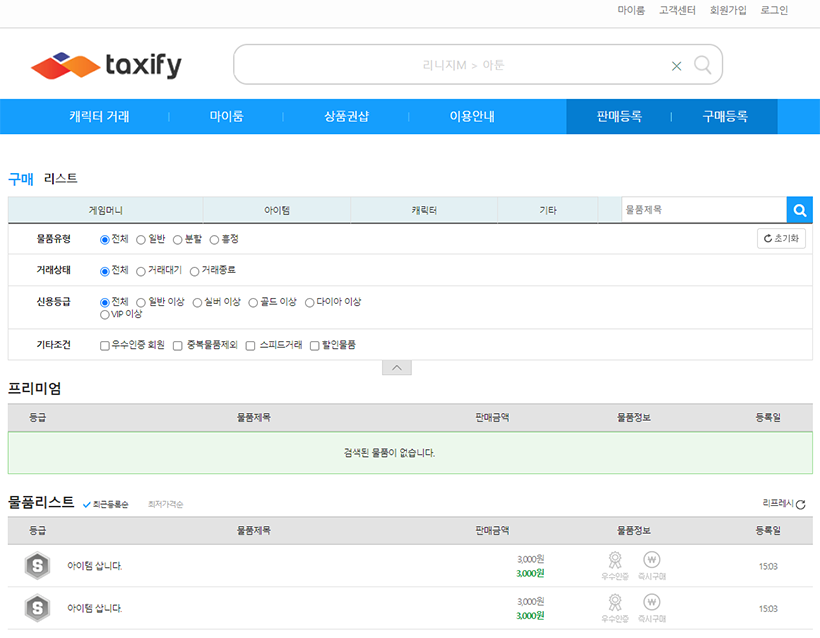 마이룸 고객센터 회원가입 로그인
taxify
리니지M > 아툰
캐릭터 거래 마이룸 상품권샵 이용안내 판매등록 구매등록
구매 리스트
게임머니 아이템 캐릭터 기타 물품제목
물품유형 전체 일반 분할 흥정 초기화
거래상태 전체 거래대기 거래종료
신용등급 전체 일반 이상 실버 이상 골드 이상 다이아 이상
VIP 이상
기타조건 우수인증 회원 중복물품제외 스피드거래 할인물품
프리미엄
등급 물품제목 판매금액 물품정보 등록일
검색된 물품이 없습니다.
물품리스트 최근등록순 최저가격순 리프레시
등급 물품제목 판매금액 물품정보 등록일
S 아이템 삽니다. 3,000원 15:03
3,000원 우수인증 즉시구매
S 아이템 삽니다. 3,000원 15:03
3,000원 우수인증 즉시구매